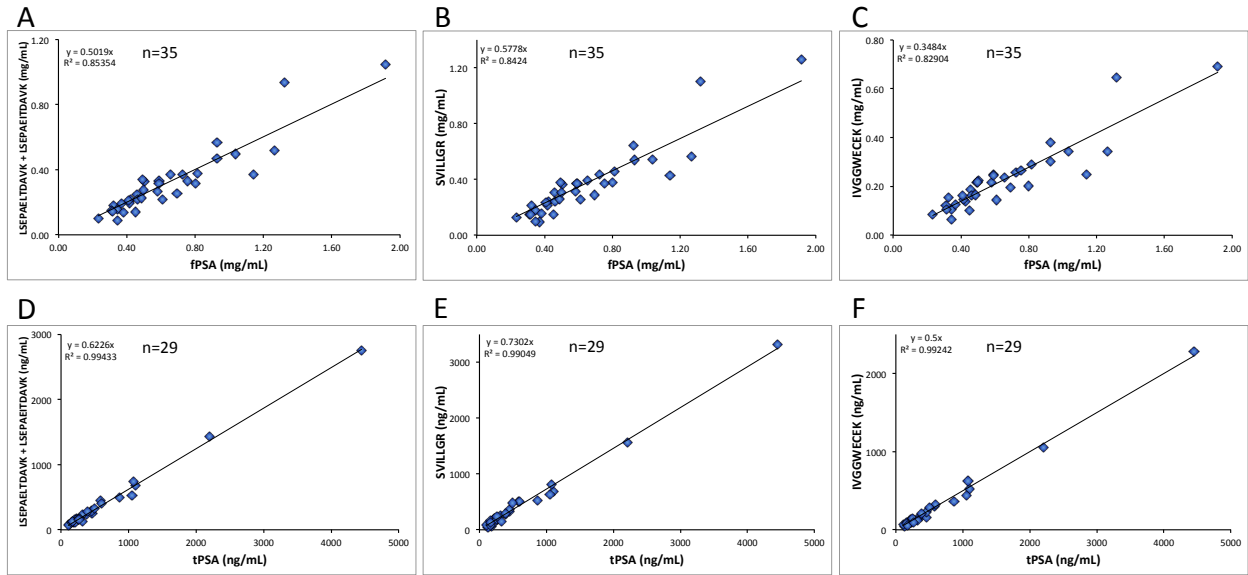 A
y = 0.5019x
R² = 0.85354
n=35
LSEPAELTDAVK + LSEPAEITDAVK (mg/mL)
1.20
0.80
0.40
0.00
0.00 0.40 0.80 1.20 1.60 2.00
fPSA (mg/mL)
B
y = 0.5778x
R² = 0.8424
n=35
SVILLGR (mg/mL)
1.20
0.80
0.40
0.00
0.00 0.40 0.80 1.20 1.60 2.00
fPSA (mg/mL)
C
y = 0.3484x
R² = 0.82904
n=35
IVGGWECEK (mg/mL)
0.80
0.60
0.40
0.20
0.00
0.00 0.40 0.80 1.20 1.60 2.00
fPSA (mg/mL)
D
y = 0.6226x
R² = 0.99433
n=29
LSEPAELTDAVK + LSEPAEITDAVK (ng/mL)
3000
2000
1000
0
0 1000 2000 3000 4000 5000
tPSA (ng/mL)
E
y = 0.7302x
R² = 0.99049
n=29
SVILLGR (ng/mL)
3000
2000
1000
0
0 1000 2000 3000 4000 5000
tPSA (ng/mL)
F
y = 0.5x
R² = 0.99242
n=29
IVGGWECEK (ng/mL)
2000
1000
0
0 1000 2000 3000 4000 5000
tPSA (ng/mL)